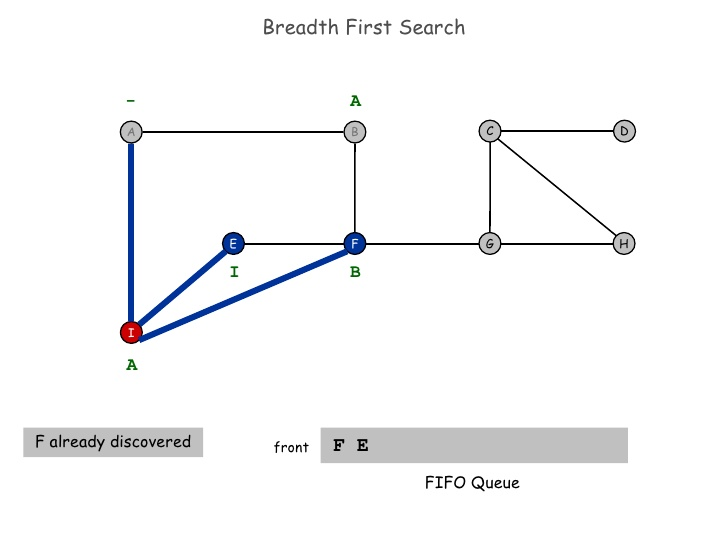 Breadth First Search
- A
A B C D
E F G H
I B
I
A
F already discovered
front F E
FIFO Queue